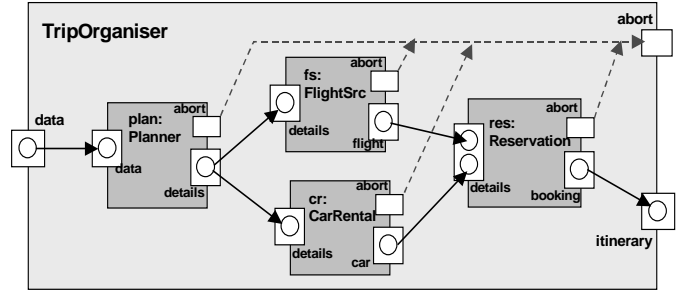 TripOrganiser
abort
data
plan:
Planner
abort
data
details
fs:
FlightSrc
abort
details
flight
cr:
CarRental
abort
details
car
res:
Reservation
abort
details
booking
itinerary